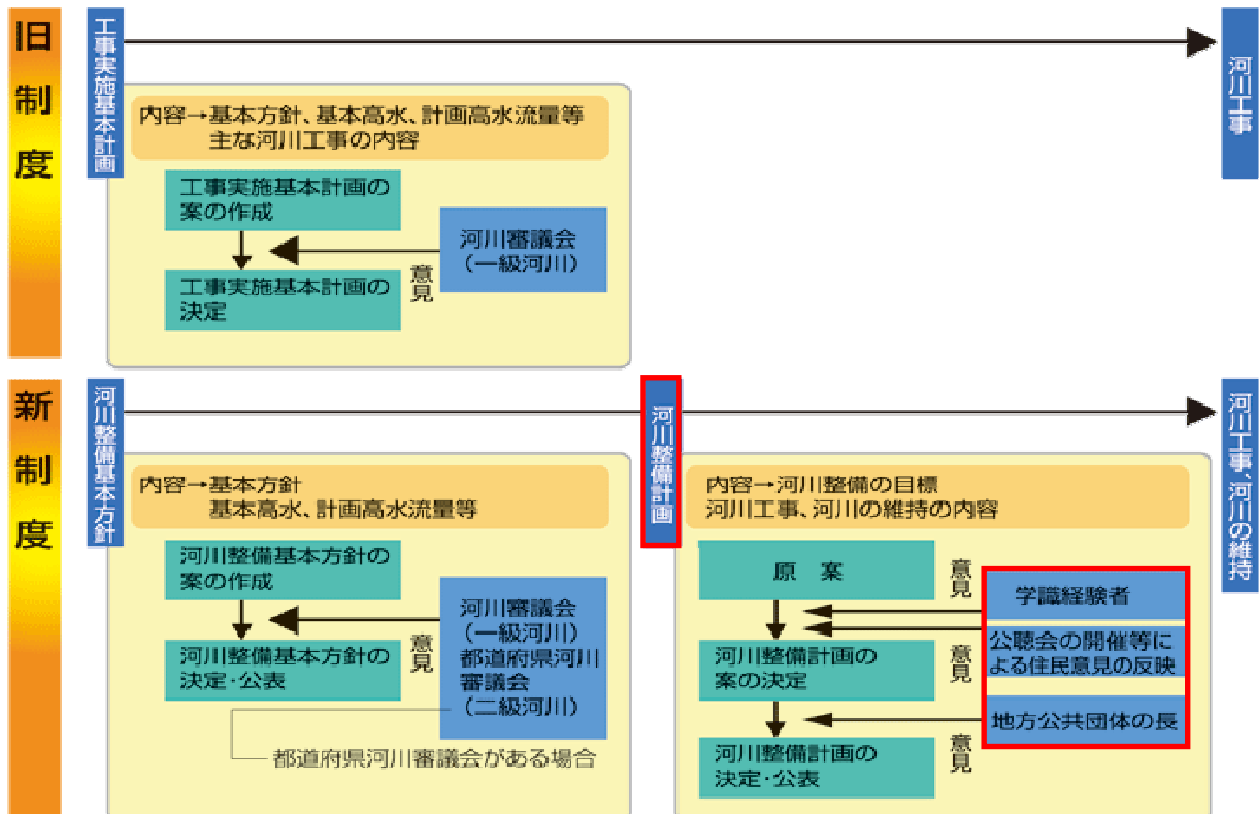 旧制度
工事実施基本計画
河川工事
内容→基本方針、基本高水、計画高水流量等
主な河川工事の内容
工事実施基本計画の
案の作成
河川審議会
（一級河川）
意見
工事実施基本計画の
決定
新制度
河川整備基本方針
河川整備計画
河川工事、河川の維持
内容→基本方針
基本高水、計画高水流量等
河川整備基本方針の
案の作成
河川審議会
（一級河川）
都道府県河川
審議会
（二級河川）
意見
河川整備基本方針の
決定・公表
都道府県河川審議会がある場合
内容→河川整備の目標
河川工事、河川の維持の内容
原　案
意見
学識経験者
公聴会の開催等に
よる住民意見の反映
河川整備計画の
案の決定
意見
地方公共団体の長
意見
河川整備計画の
決定・公表